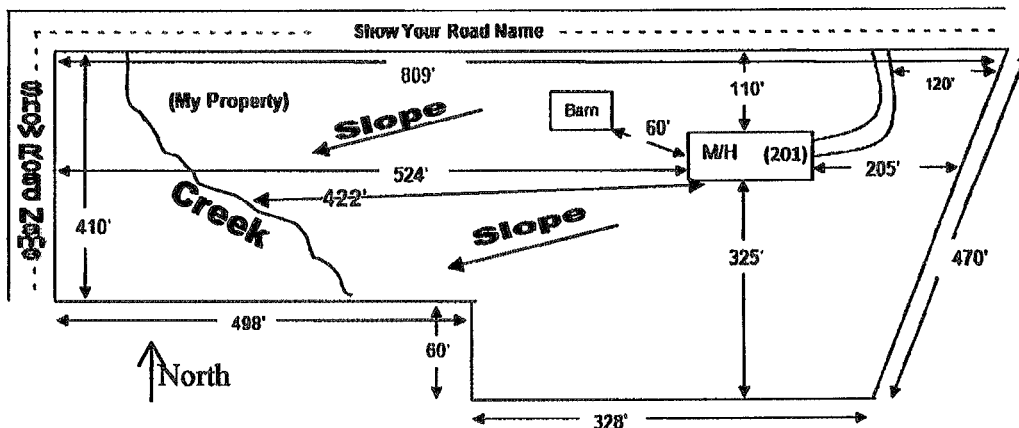 Show Your Road Name
Show Your Road Name
809'
110'
120'
(My Property)
Slope
Barn
60'
M/H (201)
205'
524'
422'
Creek
410'
Slope
325'
470'
498'
60'
North
328'